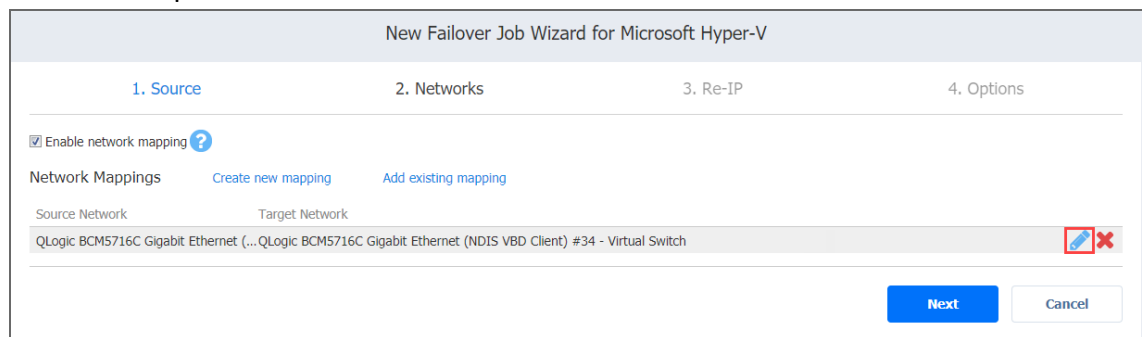 New Failover Job Wizard for Microsoft Hyper-V
1. Source 2. Networks 3. Re-IP 4. Options
Enable network mapping ?
Network Mappings Create new mapping Add existing mapping
Source Network Target Network
QLogic BCM5716C Gigabit Ethernet (... QLogic BCM5716C Gigabit Ethernet (NDIS VBD Client) #34 - Virtual Switch
Next Cancel